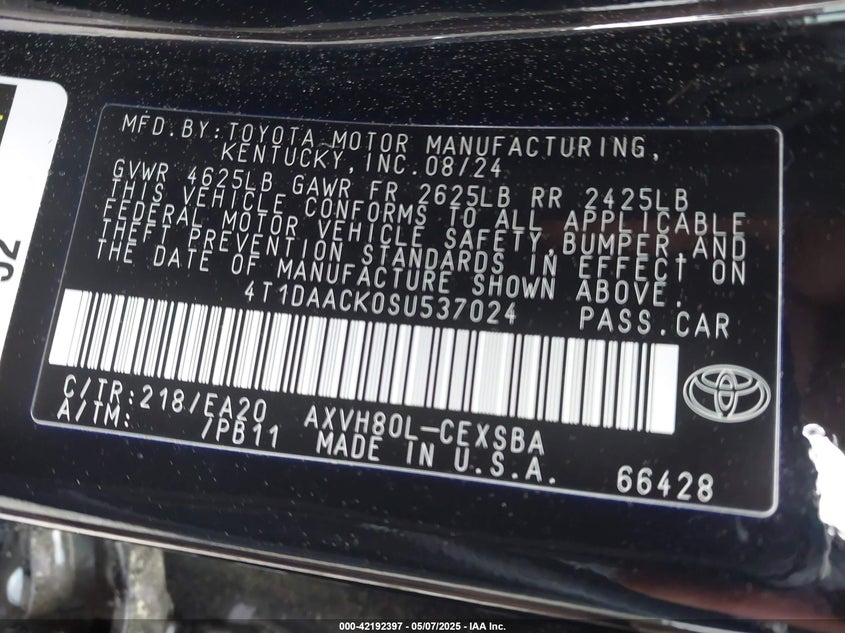 MFD.BY:TOYOTA MOTOR MANUFACTURING,
KENTUCKY,INC.08/24
GVWR 4625LB GAWR FR 2625LB RR 2425LB
THIS VEHICLE CONFORMS TO ALL APPLICABLE
FEDERAL MOTOR VEHICLE SAFETY,BUMPER,AND
THEFT PREVENTION STANDARDS IN EFFECT ON
THE DATE OF MANUFACTURE SHOWN ABOVE.
4T1DAACK0SU537024 PASS.CAR
C/TR:218/EA20 AXVH80L-CEXSBA
A/TM: /PB11 MADE IN U.S.A.
66428
000-42192397 - 05/07/2025 - IAA Inc.